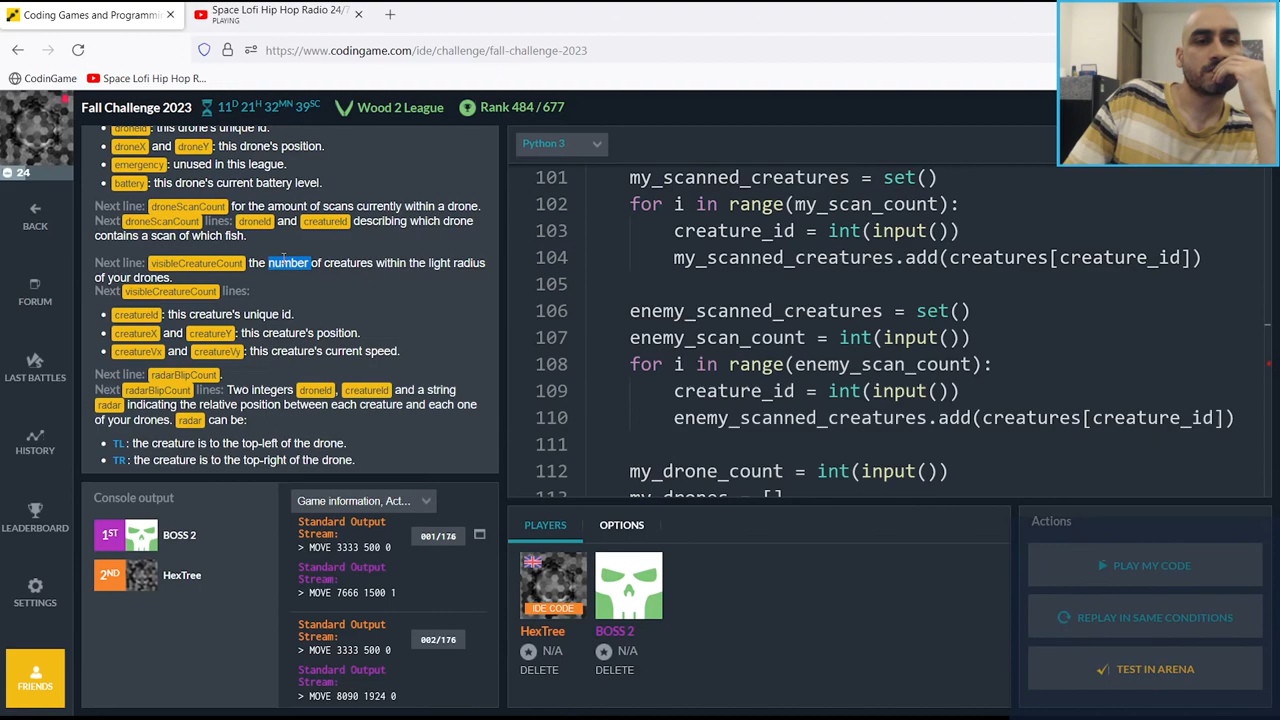 Coding Games and Programmin
Space Lofi Hip Hop Radio 24/7
PLAYING
https://www.codingame.com/ide/challenge/fall-challenge-2023
CodinGame
Space Lofi Hip Hop R...
Fall Challenge 2023
11D 21H 32MN 39SC
Wood 2 League
Rank 484 / 677
24
BACK
FORUM
LAST BATTLES
HISTORY
LEADERBOARD
SETTINGS
FRIENDS
droneId: this drone's unique id.
droneX and droneY: this drone's position.
emergency: unused in this league.
battery: this drone's current battery level.
Next line: droneScanCount for the amount of scans currently within a drone.
Next droneScanCount lines: droneId and creatureId describing which drone
contains a scan of which fish.
Next line: visibleCreatureCount the number of creatures within the light radius
of your drones.
Next visibleCreatureCount lines:
creatureId: this creature's unique id.
creatureX and creatureY: this creature's position.
creatureVx and creatureVy: this creature's current speed.
Next line: radarBlipCount.
Next radarBlipCount lines: Two integers droneId, creatureId and a string
radar indicating the relative position between each creature and each one
of your drones. radar can be:
TL: the creature is to the top-left of the drone.
TR: the creature is to the top-right of the drone.
Python 3
101 my_scanned_creatures = set()
102 for i in range(my_scan_count):
103 creature_id = int(input())
104 my_scanned_creatures.add(creatures[creature_id])
105
106 enemy_scanned_creatures = set()
107 enemy_scan_count = int(input())
108 for i in range(enemy_scan_count):
109 creature_id = int(input())
110 enemy_scanned_creatures.add(creatures[creature_id])
111
112 my_drone_count = int(input())
113 my_drones = []
Console output
1ST BOSS 2
2ND HexTree
Game information, Act...
Standard Output
Stream:
> MOVE 3333 500 0
001/176
Standard Output
Stream:
> MOVE 7666 1500 1
Standard Output
Stream:
> MOVE 3333 500 0
002/176
Standard Output
Stream:
> MOVE 8090 1924 0
PLAYERS
OPTIONS
IDE CODE
HexTree
N/A
DELETE
BOSS 2
N/A
DELETE
Actions
PLAY MY CODE
REPLAY IN SAME CONDITIONS
TEST IN ARENA